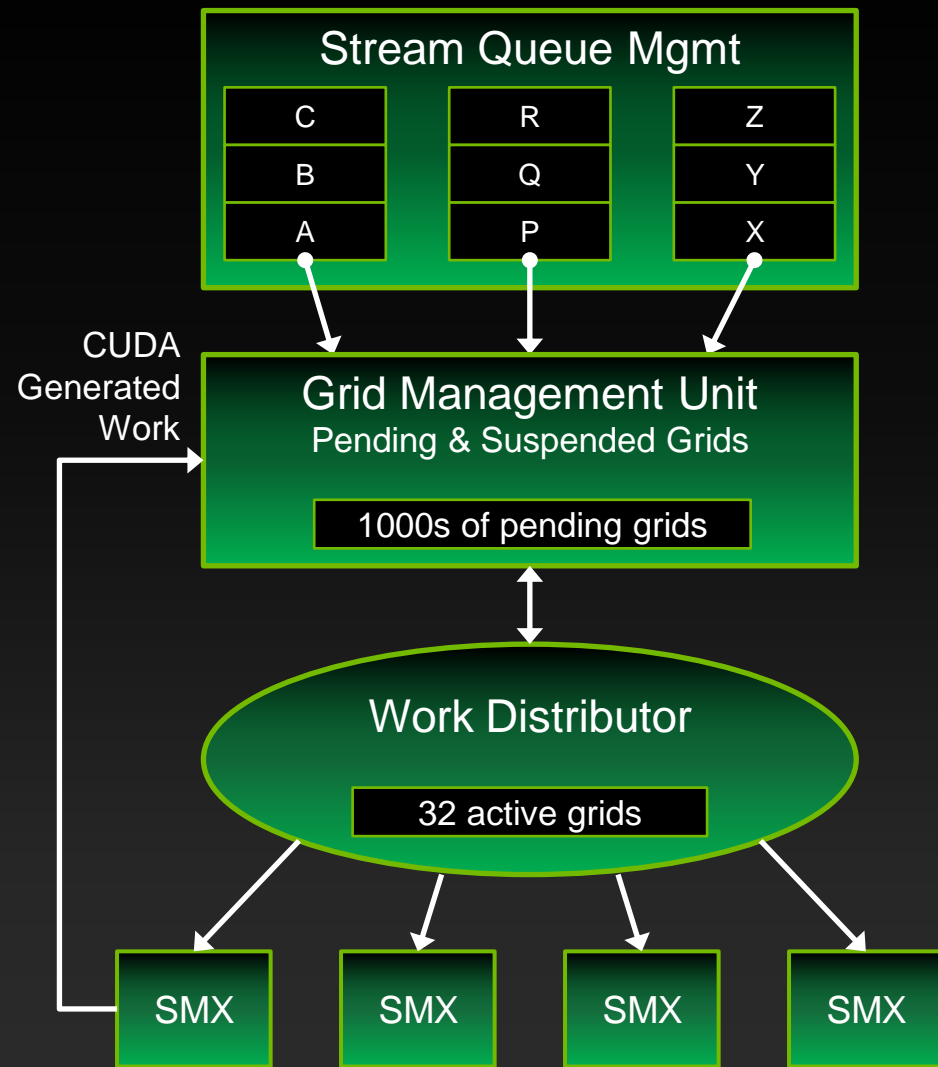 Stream Queue Mgmt
C
R
Z
B
Q
Y
A
P
X
CUDA
Generated
Work
Grid Management Unit
Pending & Suspended Grids
1000s of pending grids
Work Distributor
32 active grids
SMX
SMX
SMX
SMX